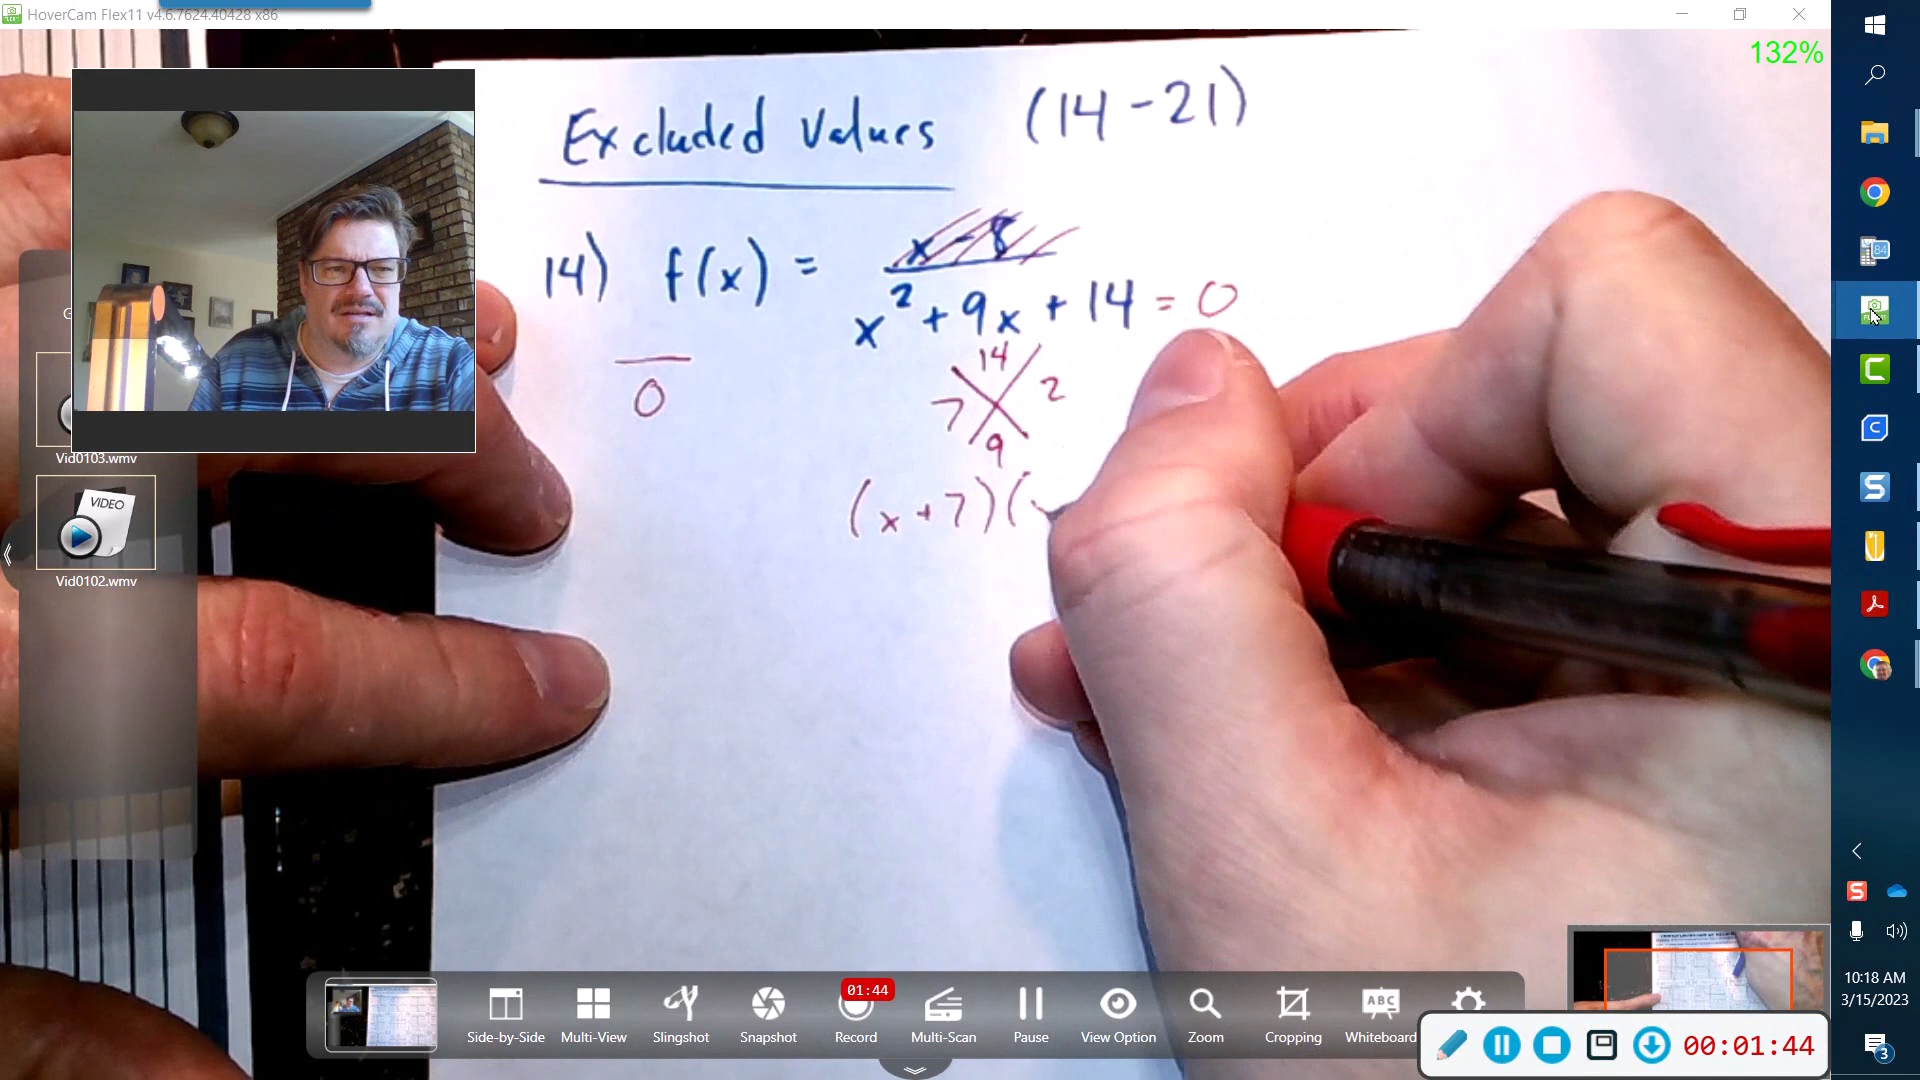 HoverCam Flex11 v4.6.7624.40428 x86
132%
Excluded Values (14-21)
14) f(x) = x-8
x²+9x+14=0
0
14
7 2
9
(x+7)(
Vid0103.wmv
VIDEO
Vid0102.wmv
01:44
Side-by-Side Multi-View Slingshot Snapshot Record Multi-Scan Pause View Option Zoom Cropping ABC Whiteboard
00:01:44
84
10:18 AM
3/15/2023
3